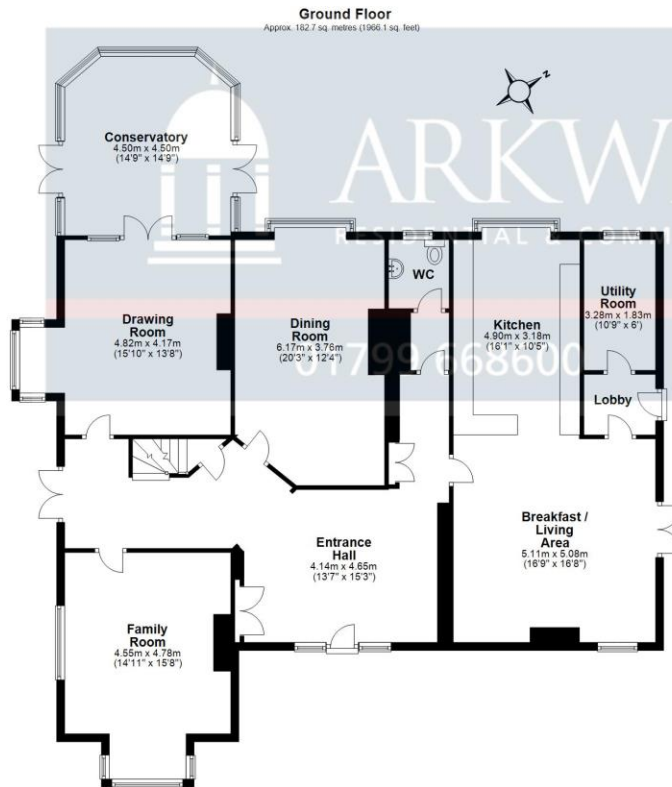 Ground Floor
Approx. 182.7 sq. metres (1966.1 sq. feet)
Z
Conservatory
4.50m x 4.50m
(14'9" x 14'9")
ARKW
RESIDENTIAL & COMM
WC
Utility
Room
3.28m x 1.83m
(10'9" x 6')
Drawing
Room
4.82m x 4.17m
(15'10" x 13'8")
Dining
Room
6.17m x 3.76m
(20'3" x 12'4")
Kitchen
4.90m x 3.18m
(16'1" x 10'5")
01799 668600
Lobby
Breakfast /
Living
Area
5.11m x 5.08m
(16'9" x 16'8")
Entrance
Hall
4.14m x 4.65m
(13'7" x 15'3")
Family
Room
4.55m x 4.78m
(14'11" x 15'8")